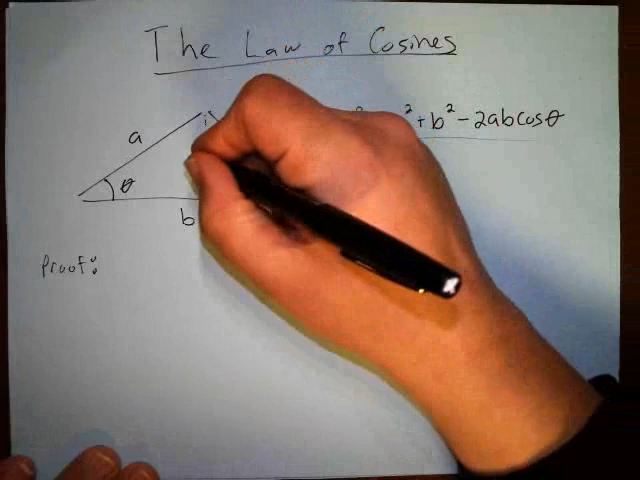 The Law of Cosines
² + b² - 2abcosθ
a
θ
b
Proof: